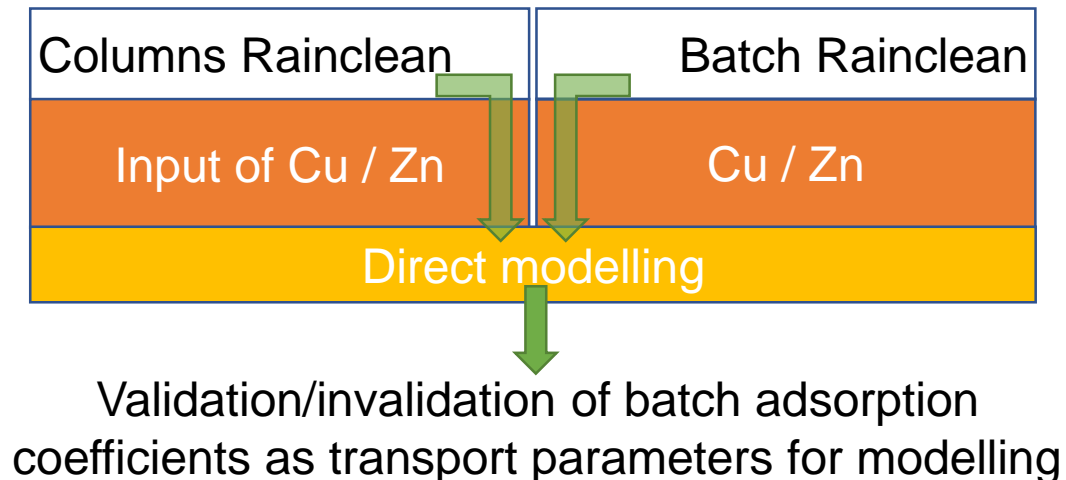 Columns Rainclean
Batch Rainclean
Input of Cu / Zn
Cu / Zn
Direct modelling
Validation/invalidation of batch adsorption
coefficients as transport parameters for modelling